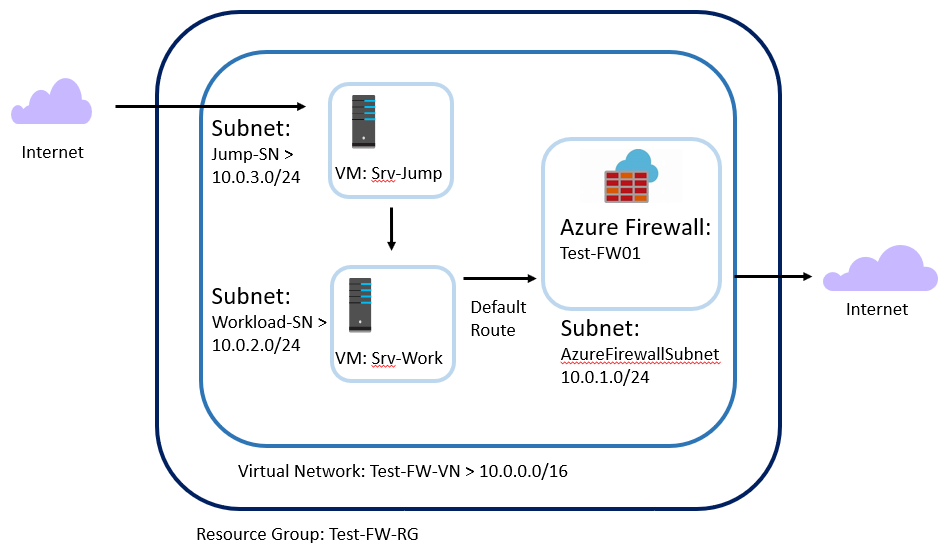 Internet
Subnet:
Jump-SN >
10.0.3.0/24
VM: Srv-Jump
Subnet:
Workload-SN >
10.0.2.0/24
VM: Srv-Work
Default
Route
Azure Firewall:
Test-FW01
Subnet:
AzureFirewallSubnet
10.0.1.0/24
Internet
Virtual Network: Test-FW-VN > 10.0.0.0/16
Resource Group: Test-FW-RG